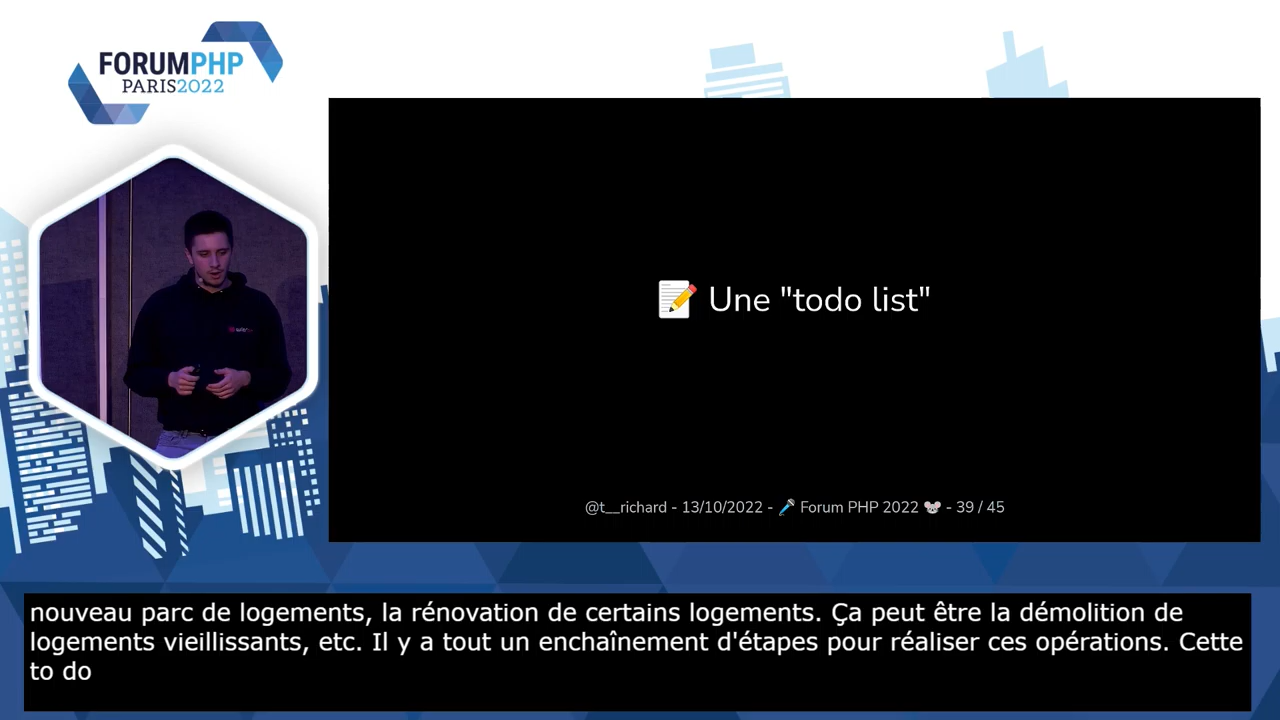 FORUMPHP
PARIS2022
Une "todo list"
@t__richard - 13/10/2022 - 🎤 Forum PHP 2022 🐭 - 39 / 45
nouveau parc de logements, la rénovation de certains logements. Ça peut être la démolition de
logements vieillissants, etc. Il y a tout un enchaînement d'étapes pour réaliser ces opérations. Cette
to do